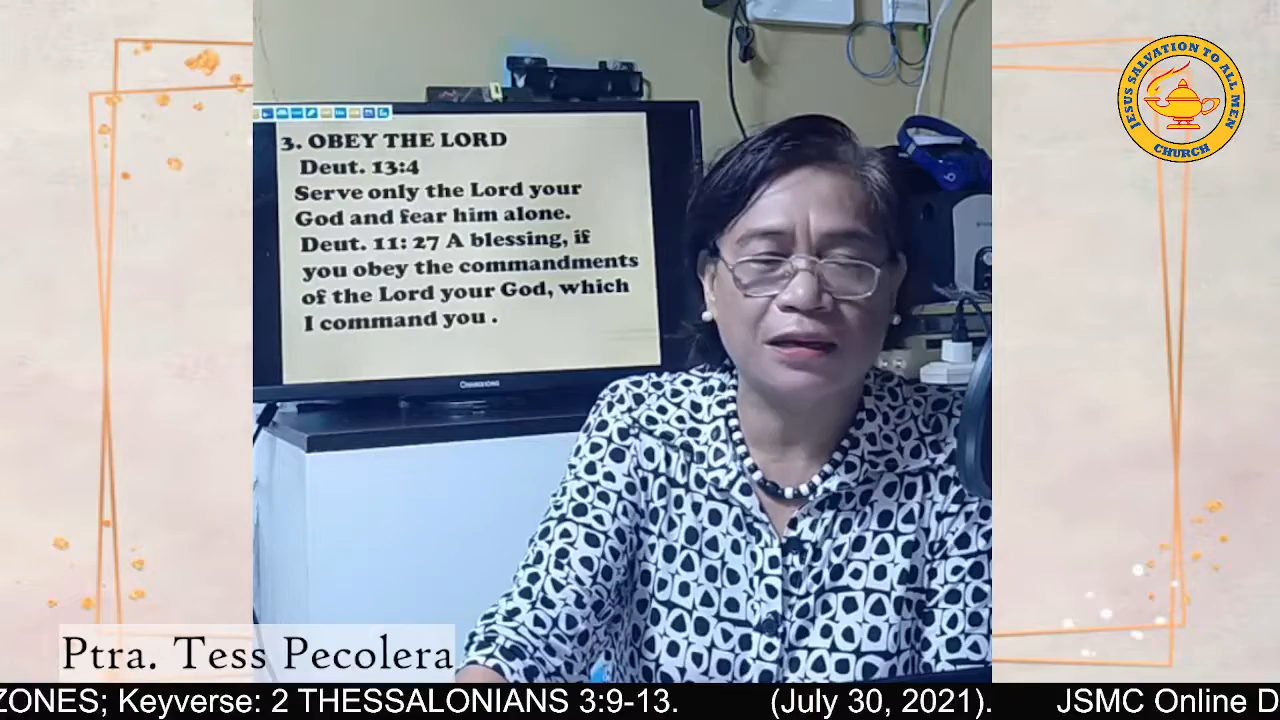 3. OBEY THE LORD
Deut. 13:4
Serve only the Lord your
God and fear him alone.
Deut. 11: 27 A blessing, if
you obey the commandments
of the Lord your God, which
I command you .
JESUS SALVATION TO ALL MEN
CHURCH
Ptra. Tess Pecolera
ZONES; Keyverse: 2 THESSALONIANS 3:9-13. (July 30, 2021). JSMC Online D